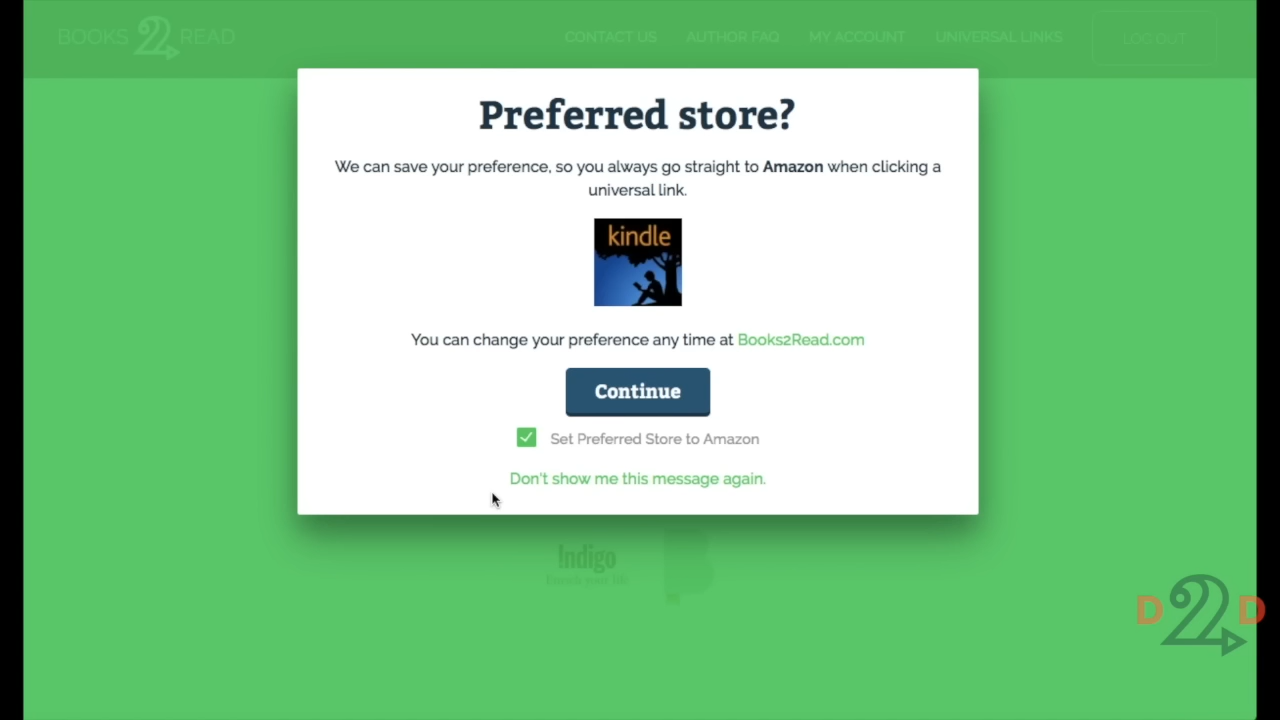 BOOKS 2 READ
CONTACT US AUTHOR FAQ MY ACCOUNT UNIVERSAL LINKS LOG OUT
Preferred store?
We can save your preference, so you always go straight to Amazon when clicking a
universal link.
kindle
You can change your preference any time at Books2Read.com
Continue
Set Preferred Store to Amazon
Don't show me this message again.
!ndigo
D2D